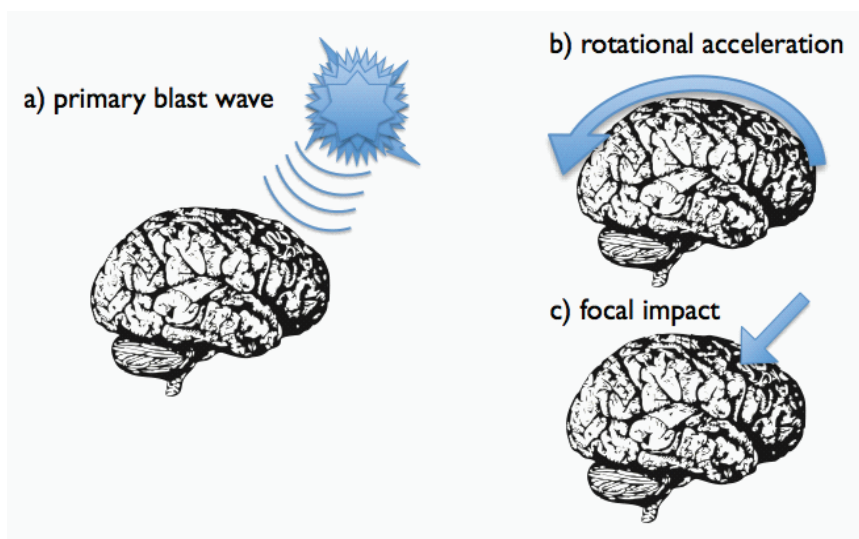 a) primary blast wave
b) rotational acceleration
c) focal impact